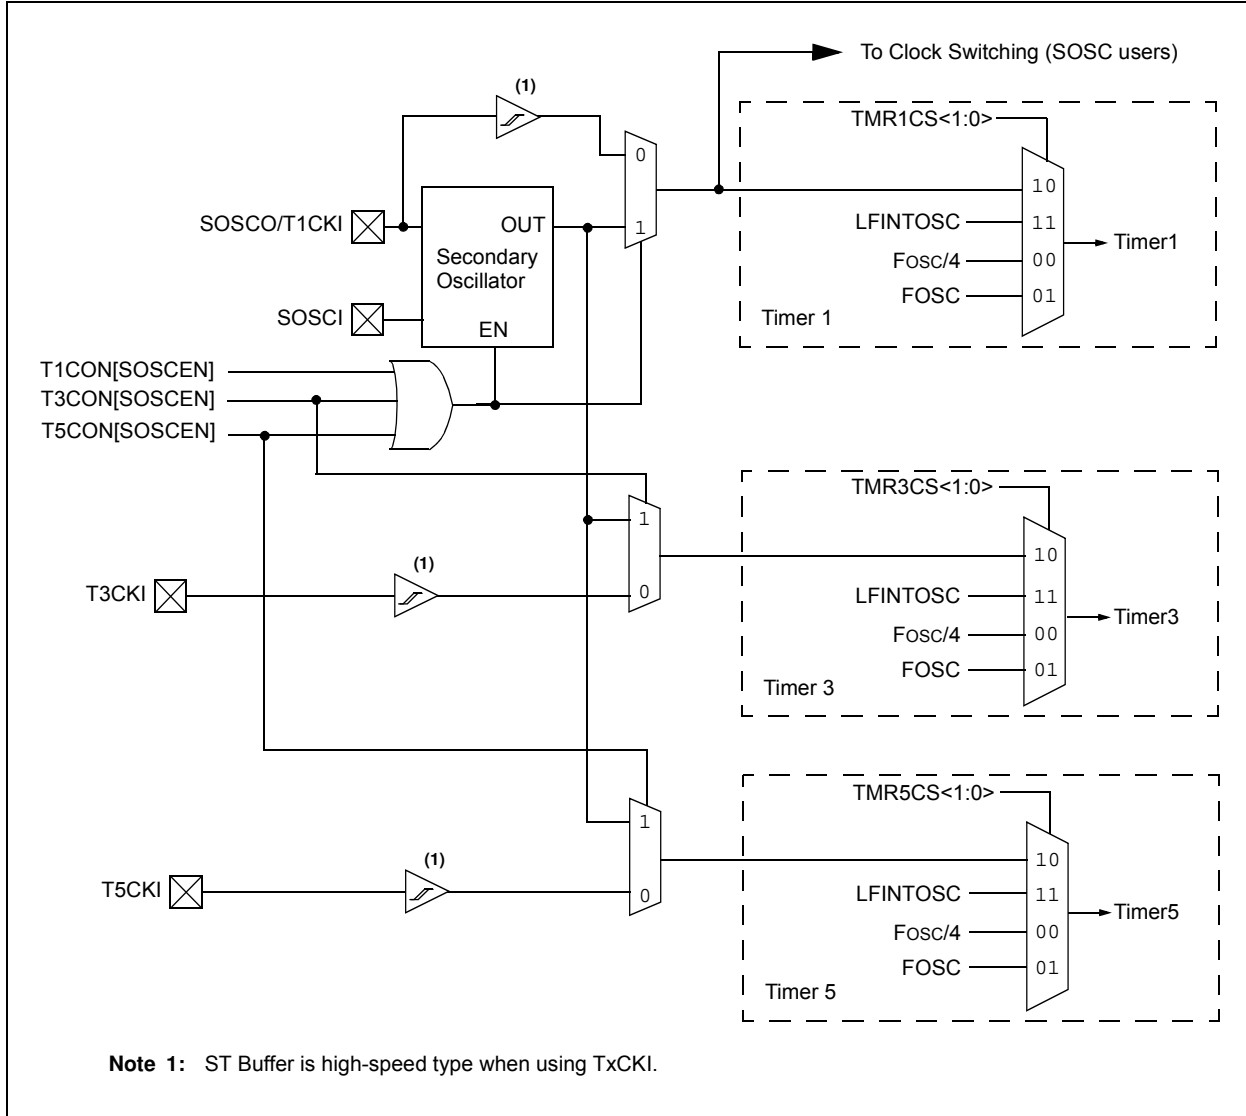 To Clock Switching (SOSC users)
(1)
TMR1CS<1:0>
0
10
SOSCO/T1CKI
OUT
1
LFINTOSC
11
Timer1
Secondary
Oscillator
FOSC/4
00
FOSC
01
SOSCI
EN
Timer 1
T1CON[SOSCEN]
T3CON[SOSCEN]
T5CON[SOSCEN]
TMR3CS<1:0>
1
10
(1)
T3CKI
0
LFINTOSC
11
Timer3
FOSC/4
00
FOSC
01
Timer 3
TMR5CS<1:0>
1
10
(1)
T5CKI
0
LFINTOSC
11
Timer5
FOSC/4
00
FOSC
01
Timer 5
Note 1: ST Buffer is high-speed type when using TxCKI.